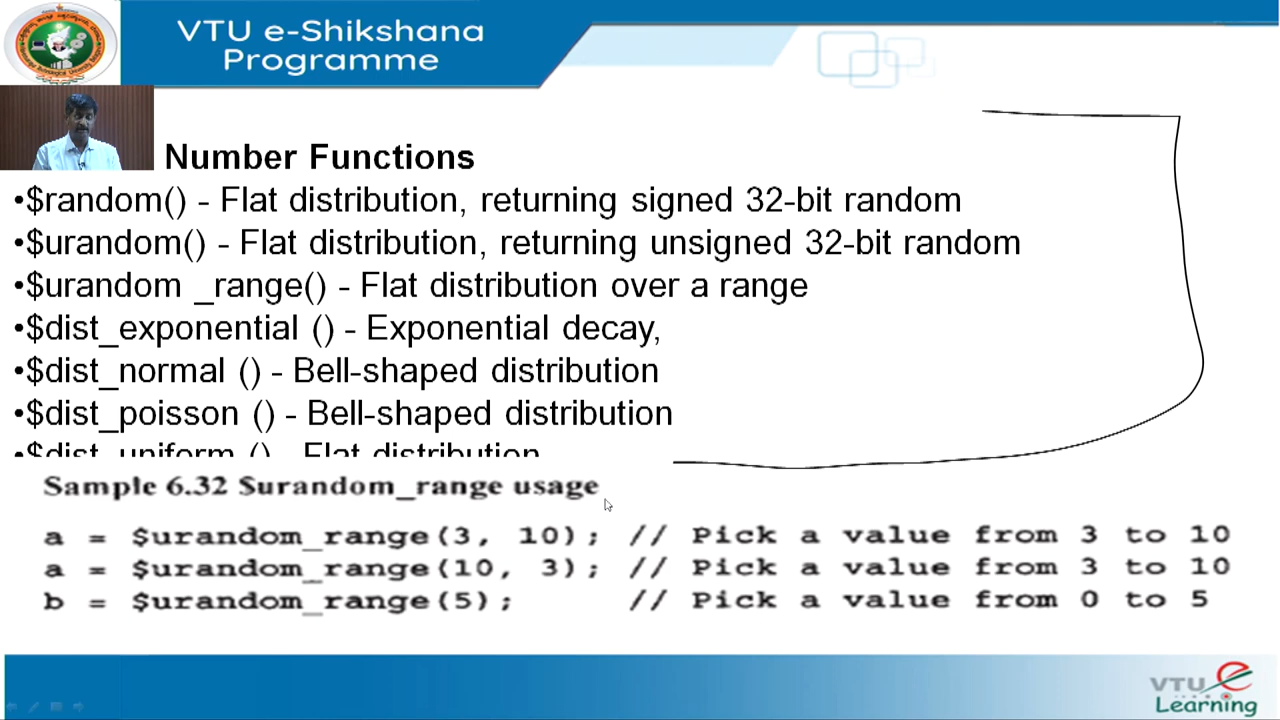 VTU e-Shikshana
Programme
Number Functions
•$random() - Flat distribution, returning signed 32-bit random
•$urandom() - Flat distribution, returning unsigned 32-bit random
•$urandom _range() - Flat distribution over a range
•$dist_exponential () - Exponential decay,
•$dist_normal () - Bell-shaped distribution
•$dist_poisson () - Bell-shaped distribution
•$dist_uniform () - Flat distribution
Sample 6.32 $urandom_range usage
a = $urandom_range(3, 10); // Pick a value from 3 to 10
a = $urandom_range(10, 3); // Pick a value from 3 to 10
b = $urandom_range(5); // Pick a value from 0 to 5
VTU e
Learning